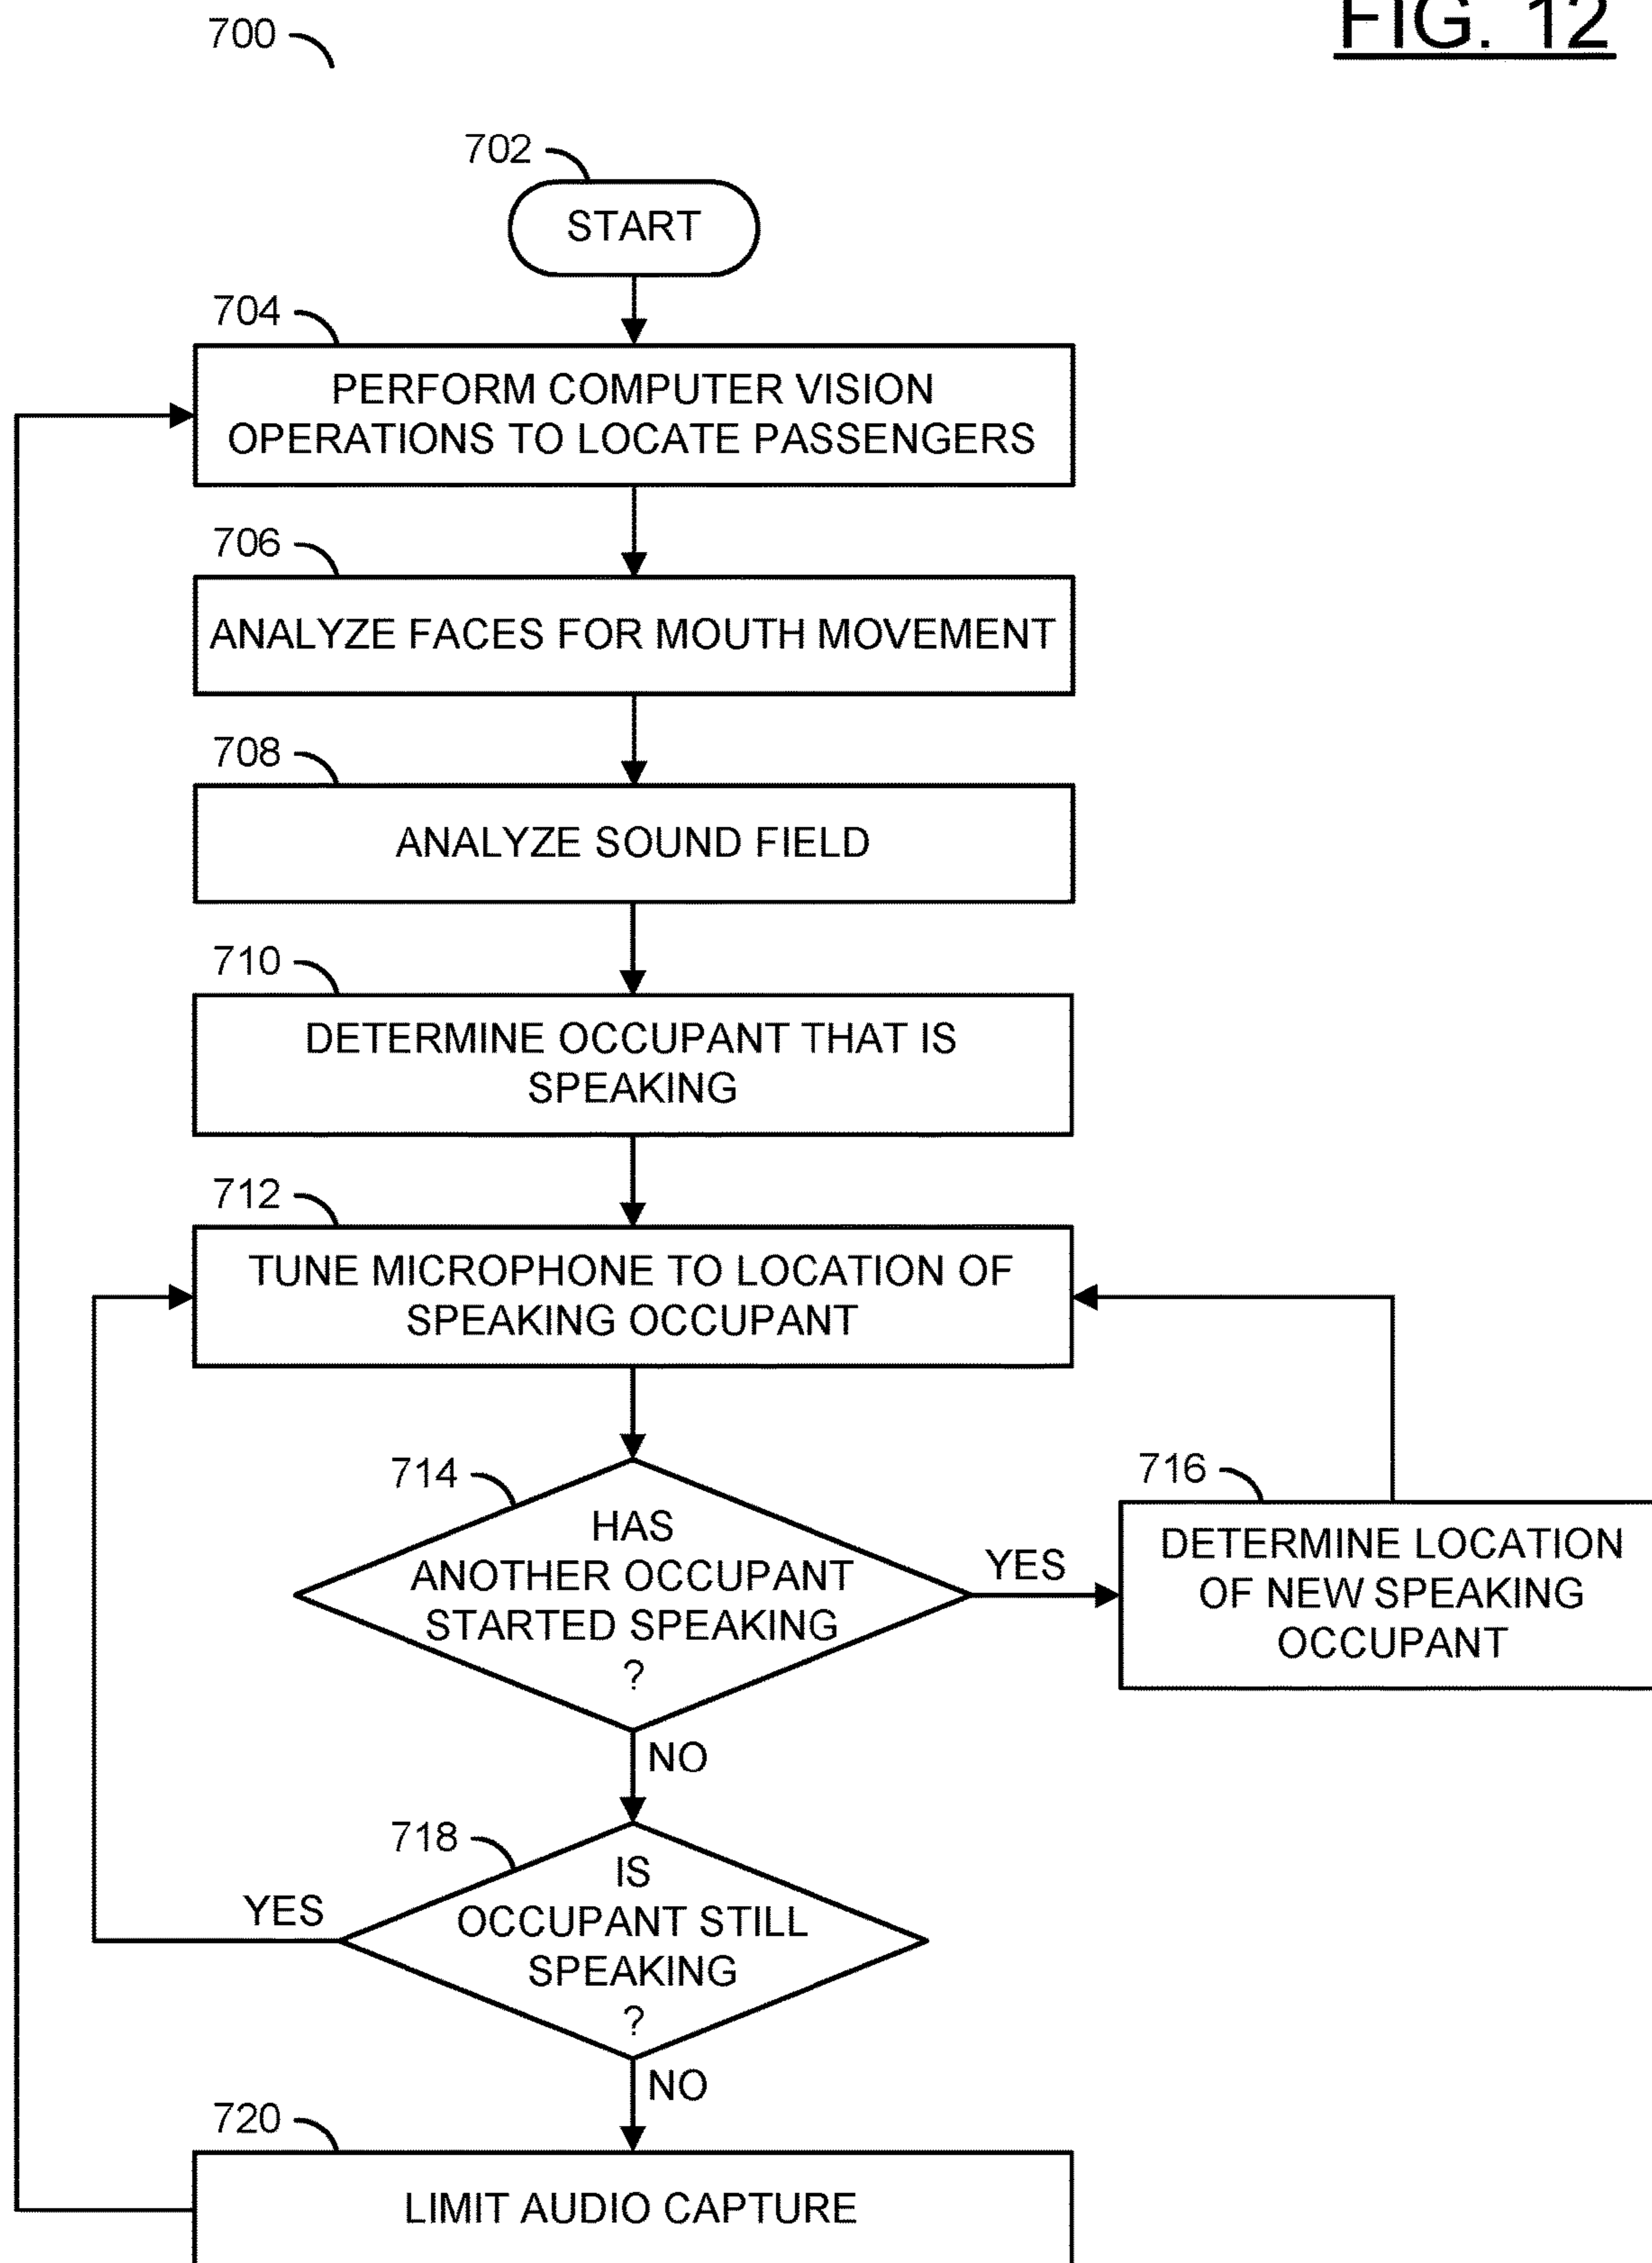 700
FIG. 12
702
START
704
PERFORM COMPUTER VISION
OPERATIONS TO LOCATE PASSENGERS
706
ANALYZE FACES FOR MOUTH MOVEMENT
708
ANALYZE SOUND FIELD
710
DETERMINE OCCUPANT THAT IS
SPEAKING
712
TUNE MICROPHONE TO LOCATION OF
SPEAKING OCCUPANT
714
HAS
ANOTHER OCCUPANT
STARTED SPEAKING
?
YES
716
DETERMINE LOCATION
OF NEW SPEAKING
OCCUPANT
NO
718
IS
OCCUPANT STILL
SPEAKING
?
YES
NO
720
LIMIT AUDIO CAPTURE